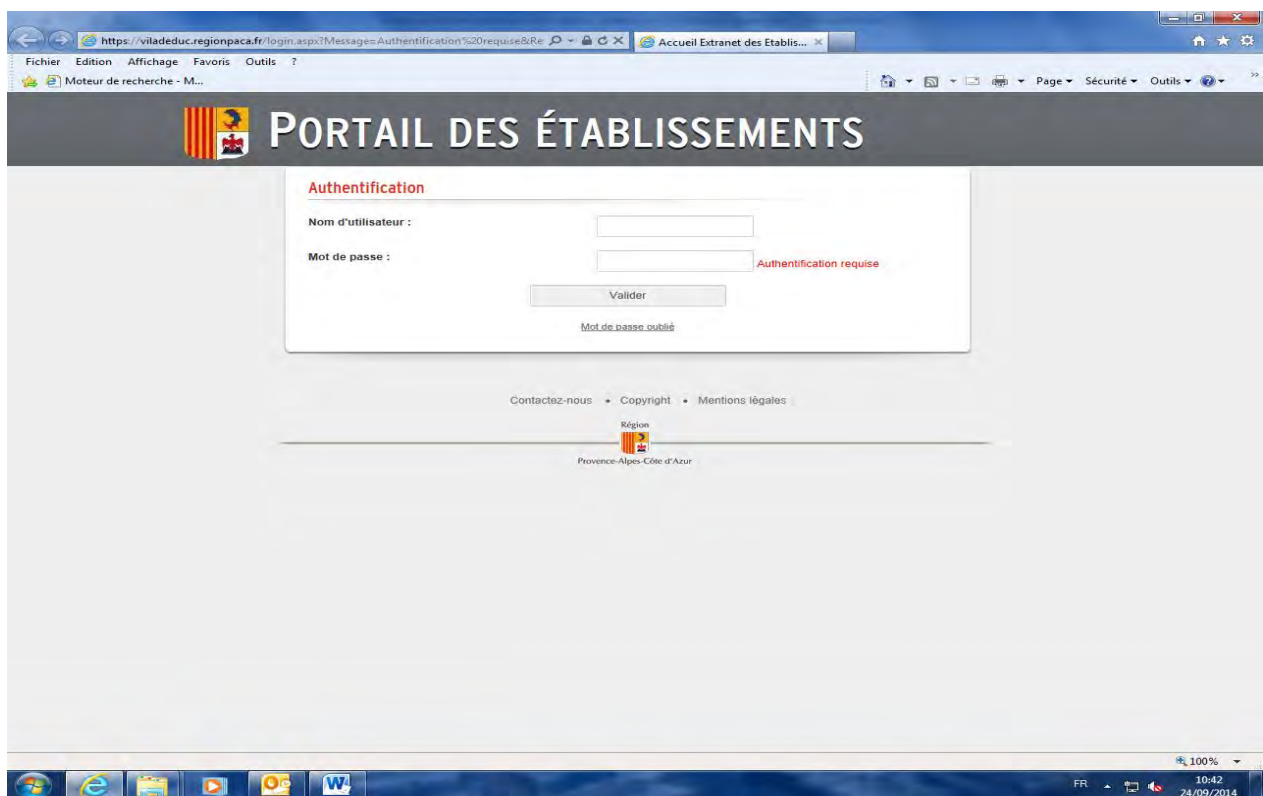 https://viladeduc.regionpaca.fr/login.aspx?Message=Authentification%20requise&Re
Accueil Extranet des Etablis...
Fichier Edition Affichage Favoris Outils ?
Moteur de recherche - M...
Page Sécurité Outils
PORTAIL DES ÉTABLISSEMENTS
Authentification
Nom d'utilisateur :
Mot de passe :
Authentification requise
Valider
Mot de passe oublié
Contactez-nous • Copyright • Mentions légales
Région
Provence-Alpes-Côte d'Azur
100%
FR
10:42
24/09/2014